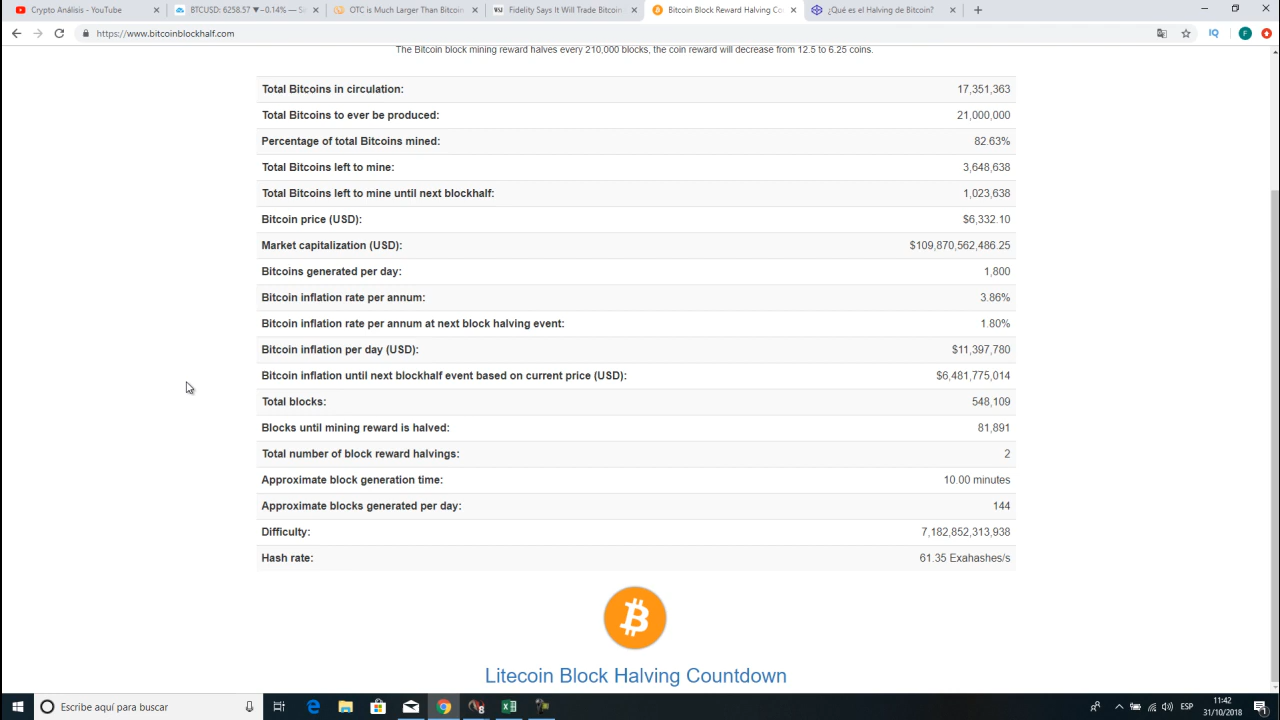 Crypto Análisis - YouTube
BTCUSD: 6258.57 ▼−0.14% — Se
OTC is Much Larger Than Bitcoin
Fidelity Says It Will Trade Bitcoin
Bitcoin Block Reward Halving Co
¿Qué es el Halving de Bitcoin?
https://www.bitcoinblockhalf.com
IQ
F
The Bitcoin block mining reward halves every 210,000 blocks, the coin reward will decrease from 12.5 to 6.25 coins.
Total Bitcoins in circulation: 17,351,363
Total Bitcoins to ever be produced: 21,000,000
Percentage of total Bitcoins mined: 82.63%
Total Bitcoins left to mine: 3,648,638
Total Bitcoins left to mine until next blockhalf: 1,023,638
Bitcoin price (USD): $6,332.10
Market capitalization (USD): $109,870,562,486.25
Bitcoins generated per day: 1,800
Bitcoin inflation rate per annum: 3.86%
Bitcoin inflation rate per annum at next block halving event: 1.80%
Bitcoin inflation per day (USD): $11,397,780
Bitcoin inflation until next blockhalf event based on current price (USD): $6,481,775,014
Total blocks: 548,109
Blocks until mining reward is halved: 81,891
Total number of block reward halvings: 2
Approximate block generation time: 10.00 minutes
Approximate blocks generated per day: 144
Difficulty: 7,182,852,313,938
Hash rate: 61.35 Exahashes/s
Litecoin Block Halving Countdown
Escribe aquí para buscar
ESP
11:42
31/10/2018